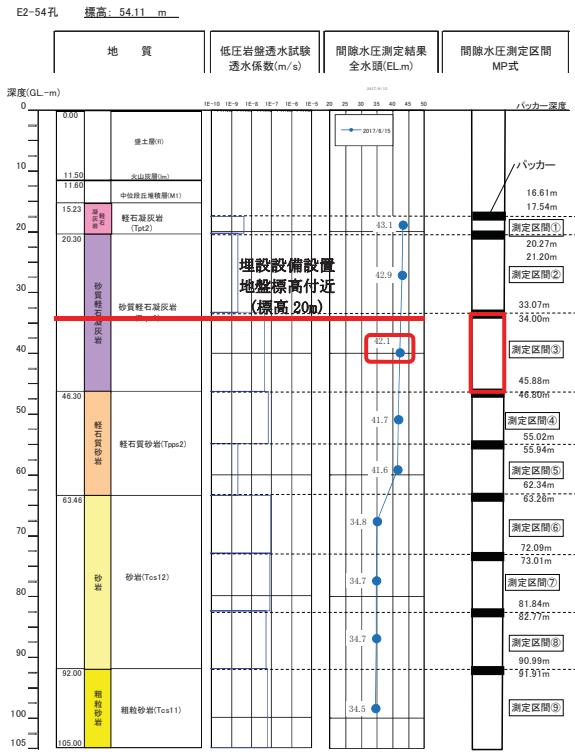 E2-54孔 標高: 54.11 m
地 質
低圧岩盤透水試験
透水係数(m/s)
間隙水圧測定結果
全水頭(EL.m)
間隙水圧測定区間
MP式
深度(GL.-m)
1E-10 1E-9 1E-8 1E-7 1E-6 1E-5
20 25 30 35 40 45 50
パッカー深度
0
0.00
2017/6/15
盛土層(fl)
10
11.50
火山灰層(lm)
11.60
中位段丘堆積層(M1)
パッカー
16.61m
15.23
17.54m
凝灰岩
軽石
軽石凝灰岩
(Tpt2)
43.1
測定区間①
20
20.30
20.27m
21.20m
埋設設備設置
地盤標高付近
(標高 20m)
42.9
測定区間②
30
砂質軽石凝灰岩
砂質軽石凝灰岩
33.07m
34.00m
42.1
測定区間③
40
45.88m
46.30
46.80m
50
軽石質砂岩
軽石質砂岩(Tpps2)
41.7
測定区間④
55.02m
55.94m
60
41.6
測定区間⑤
62.34m
63.46
63.26m
34.8
測定区間⑥
70
72.09m
73.01m
砂岩
砂岩(Tcs12)
34.7
測定区間⑦
80
81.84m
82.77m
34.7
測定区間⑧
90
90.99m
92.00
91.91m
粗粒砂岩
粗粒砂岩(Tcs11)
34.5
測定区間⑨
100
105
105.00